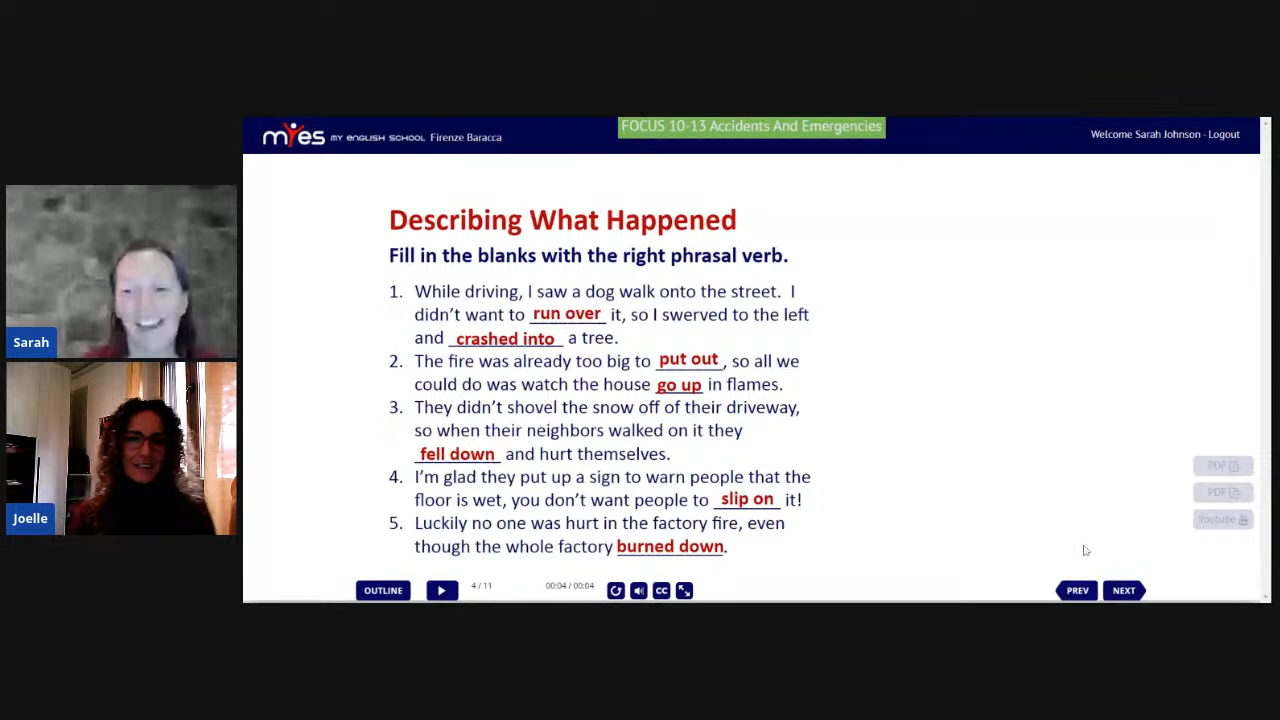 FOCUS 10-13 Accidents And Emergencies
myes MY ENGLISH SCHOOL Firenze Baracca
Welcome Sarah Johnson - Logout
Describing What Happened
Fill in the blanks with the right phrasal verb.
1. While driving, I saw a dog walk onto the street. I
didn't want to run over it, so I swerved to the left
and crashed into a tree.
2. The fire was already too big to put out, so all we
could do was watch the house go up in flames.
3. They didn't shovel the snow off of their driveway,
so when their neighbors walked on it they
fell down and hurt themselves.
4. I'm glad they put up a sign to warn people that the
floor is wet, you don't want people to slip on it!
5. Luckily no one was hurt in the factory fire, even
though the whole factory burned down.
Sarah
Joelle
PDF
PDF
Youtube
OUTLINE
4 / 11
00:04 / 00:04
CC
PREV
NEXT